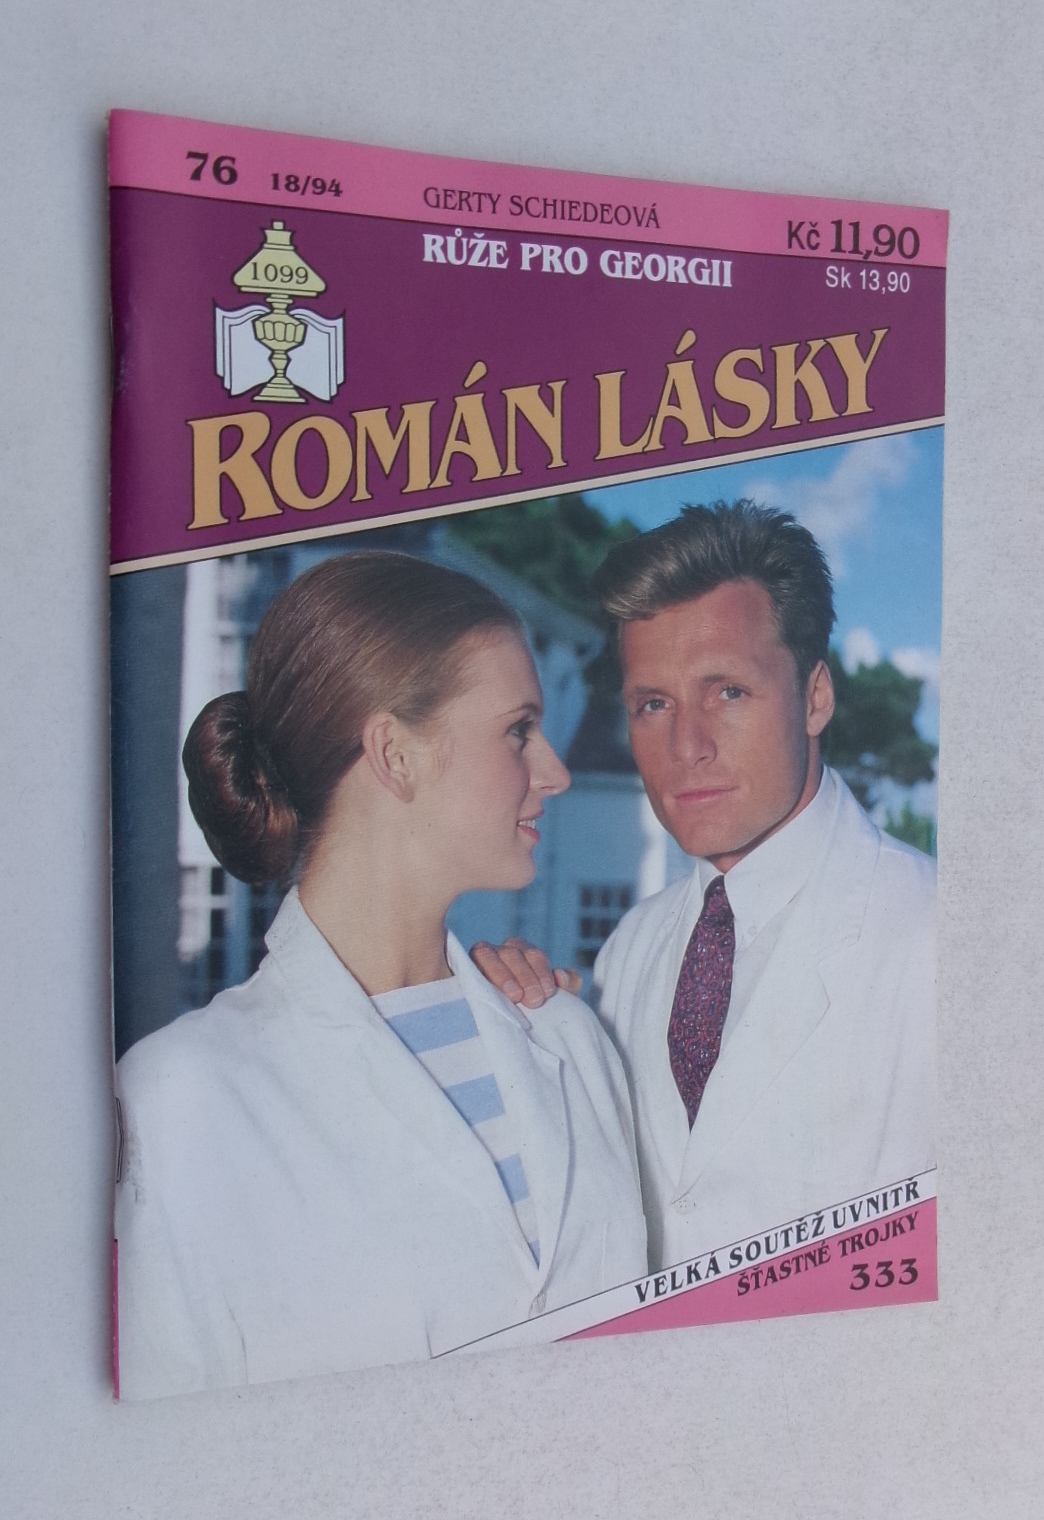 76 18/94
GERTY SCHIEDEOVÁ
Kč 11,90
RŮŽE PRO GEORGII
Sk 13,90
1099
ROMÁN LÁSKY
VELKÁ SOUTĚŽ UVNITŘ
ŠŤASTNÉ TROJKY
333